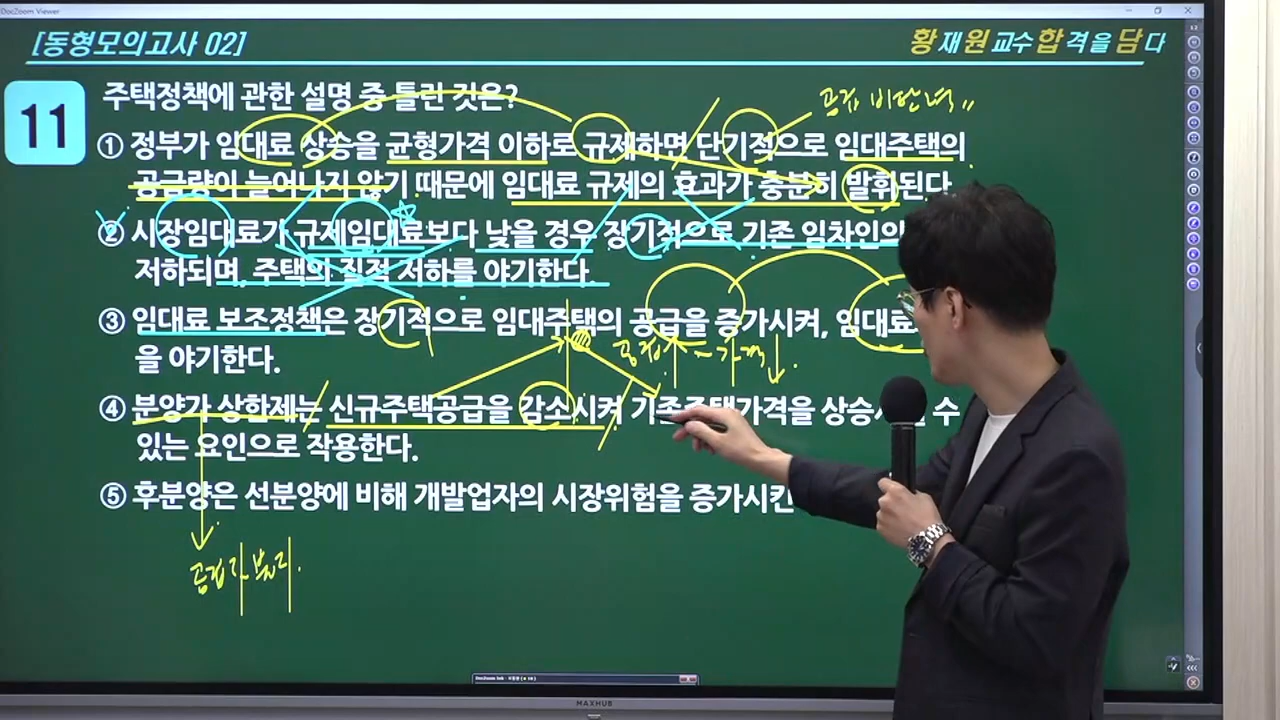 DocZoom Viewer
[동형모의고사 02]
황재원교수합격을담다
11
주택정책에 관한 설명 중 틀린 것은?
공급 비탄력
① 정부가 임대료 상승을 균형가격 이하로 규제하면 단기적으로 임대주택의
공급량이 늘어나지 않기 때문에 임대료 규제의 효과가 충분히 발휘된다.
② 시장임대료가 규제임대료보다 낮을 경우 장기적으로 기존 임차인의
저하되며, 주택의 질적 저하를 야기한다.
③ 임대료 보조정책은 장기적으로 임대주택의 공급을 증가시켜, 임대료
을 야기한다.
④ 분양가 상한제는 신규주택공급을 감소시켜 기존주택가격을 상승시 수
있는 요인으로 작용한다.
⑤ 후분양은 선분양에 비해 개발업자의 시장위험을 증가시킨
MAXHUB